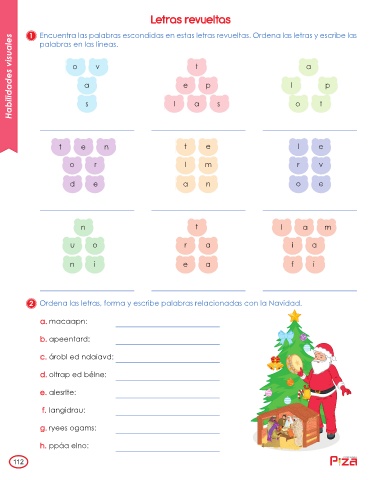 Letras revueltas
Habilidades visuales
1 Encuentra las palabras escondidas en estas letras revueltas. Ordena las letras y escribe las
palabras en las líneas.
o v
a
s
t
e p
l a s
a
l p
o t
t e n
o r
d e
f e
l m
a n
l e
r v
o e
n
u o
n i
t
r a
e a
l a m
i a
f i
2 Ordena las letras, forma y escribe palabras relacionadas con la Navidad.
a. macaapn:
b. apeentard:
c. árobl ed ndaiavd:
d. oltrap ed bélne:
e. alesrlte:
f. langidrau:
g. ryees ogams:
h. ppáa elno:
112
Piza